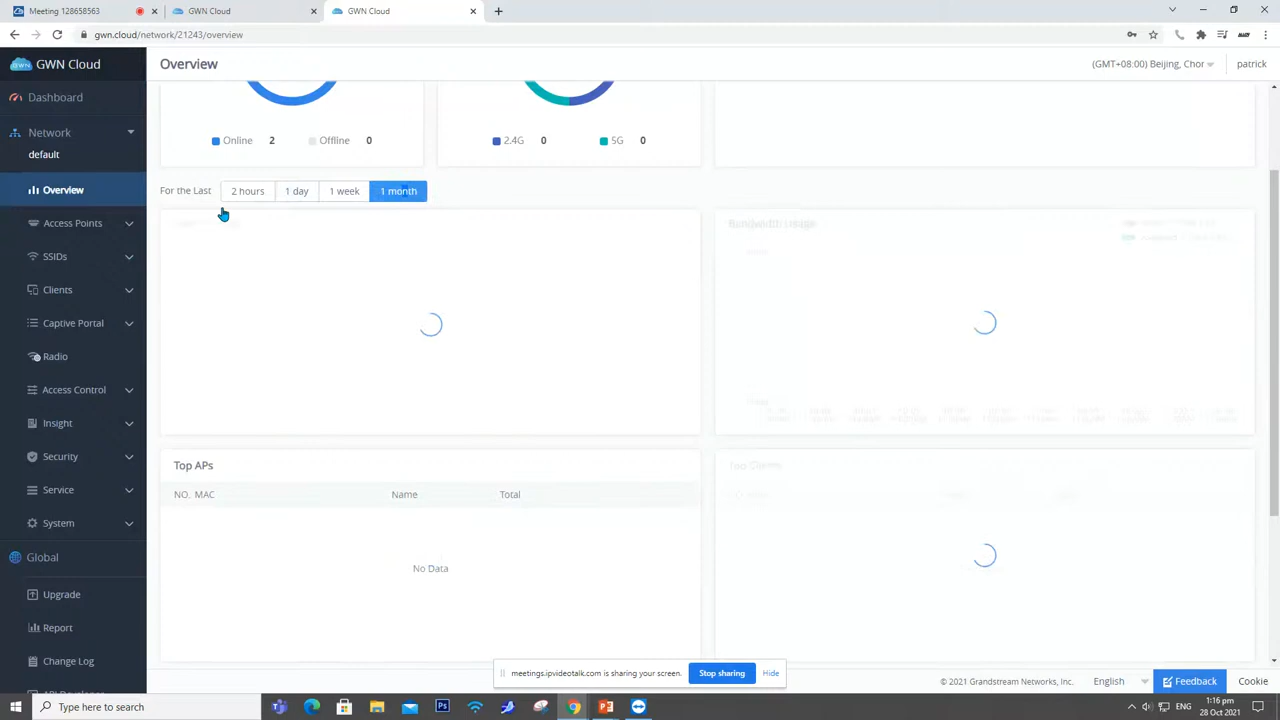 Meeting 128658563
GWN Cloud
GWN Cloud
gwn.cloud/network/21243/overview
GWN Cloud
Overview
(GMT+08:00) Beijing, Chor
patrick
Dashboard
Network
default
Overview
Access Points
SSIDs
Clients
Captive Portal
Radio
Access Control
Insight
Security
Service
System
Global
Upgrade
Report
Change Log
Online 2 Offline 0
2.4G 0 5G 0
For the Last 2 hours 1 day 1 week 1 month
Bandwidth Usage
Top APs
Top Clients
NO. MAC Name Total
No Data
meetings.ipvideotalk.com is sharing your screen. Stop sharing Hide
© 2021 Grandstream Networks, Inc. English Feedback Cookie
Type here to search
ENG
1:16 pm
28 Oct 2021